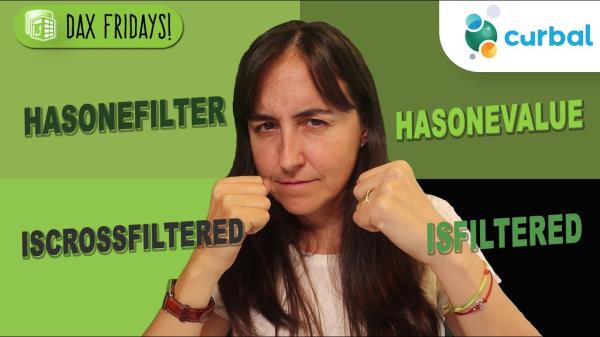 DAX FRIDAYS!
curbal
HASONEFILTER
HASONEVALUE
ISCROSSFILTERED
ISFILTERED